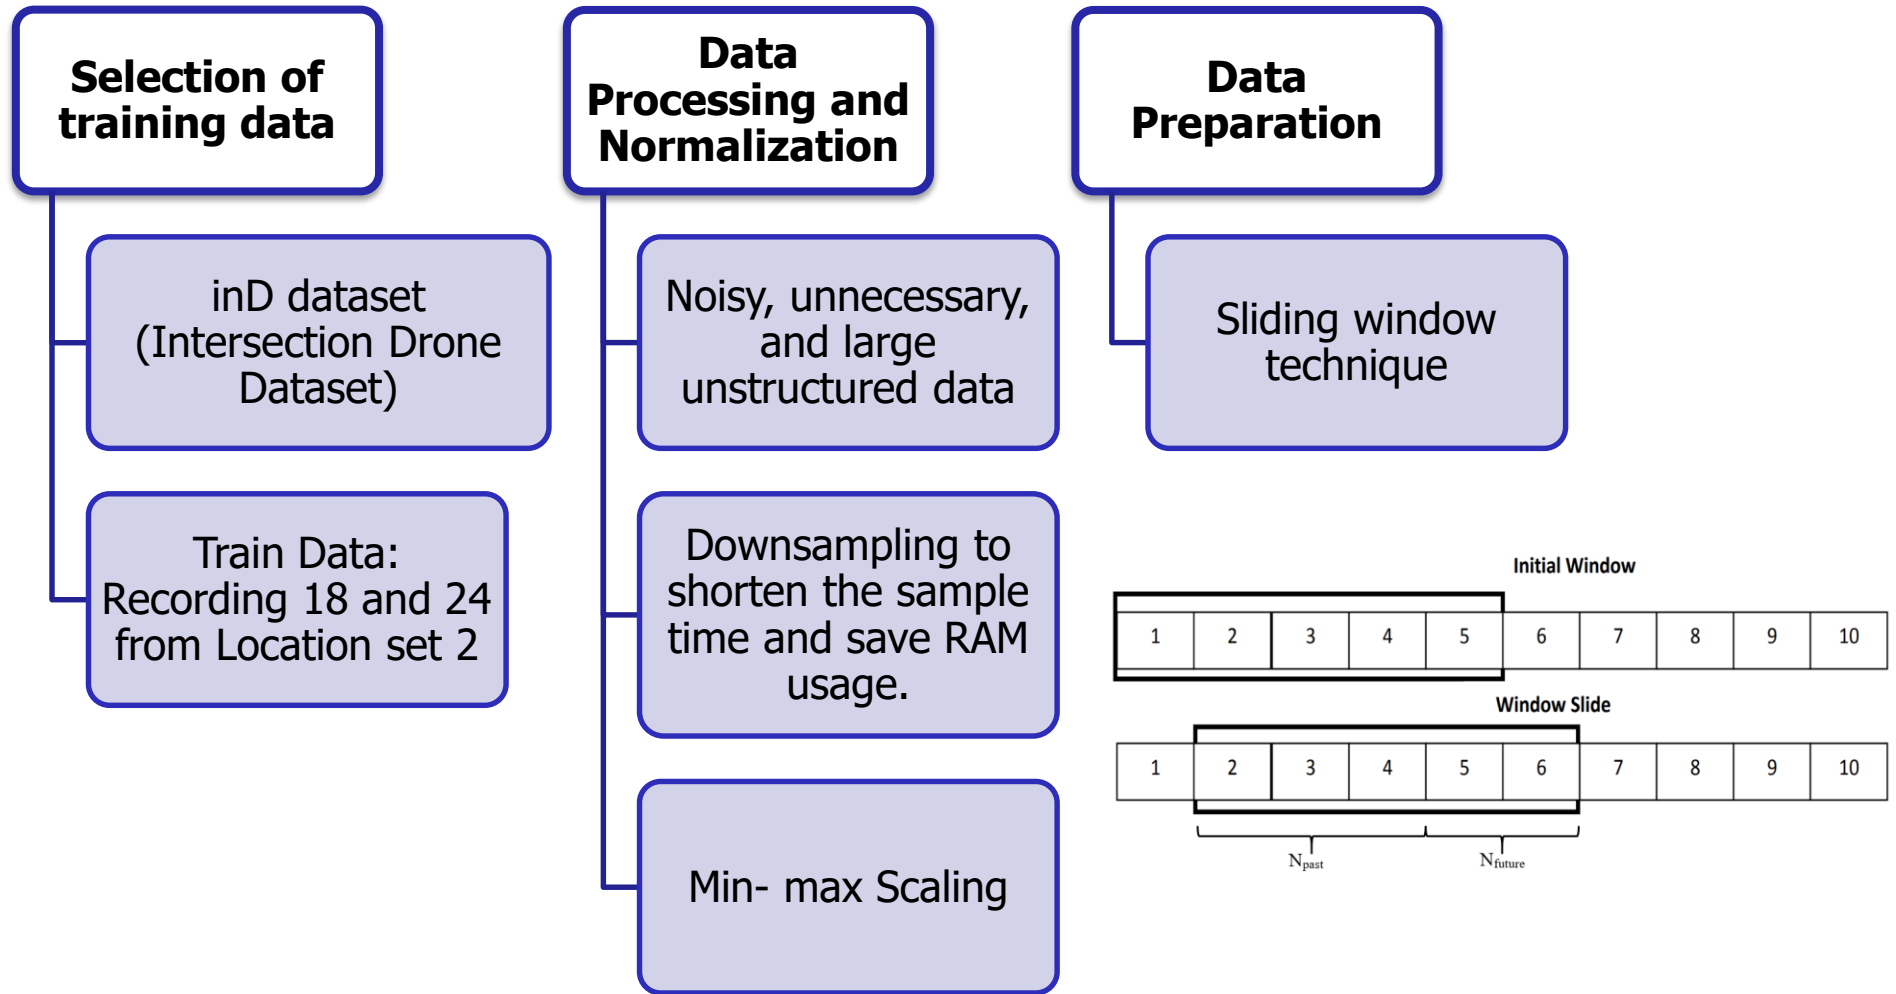 Selection of
training data
inD dataset
(Intersection Drone
Dataset)
Train Data:
Recording 18 and 24
from Location set 2
Data
Processing and
Normalization
Noisy, unnecessary,
and large
unstructured data
Downsampling to
shorten the sample
time and save RAM
usage.
Min- max Scaling
Data
Preparation
Sliding window
technique
Initial Window
1 2 3 4 5 6 7 8 9 10
Window Slide
1 2 3 4 5 6 7 8 9 10
Npast Nfuture